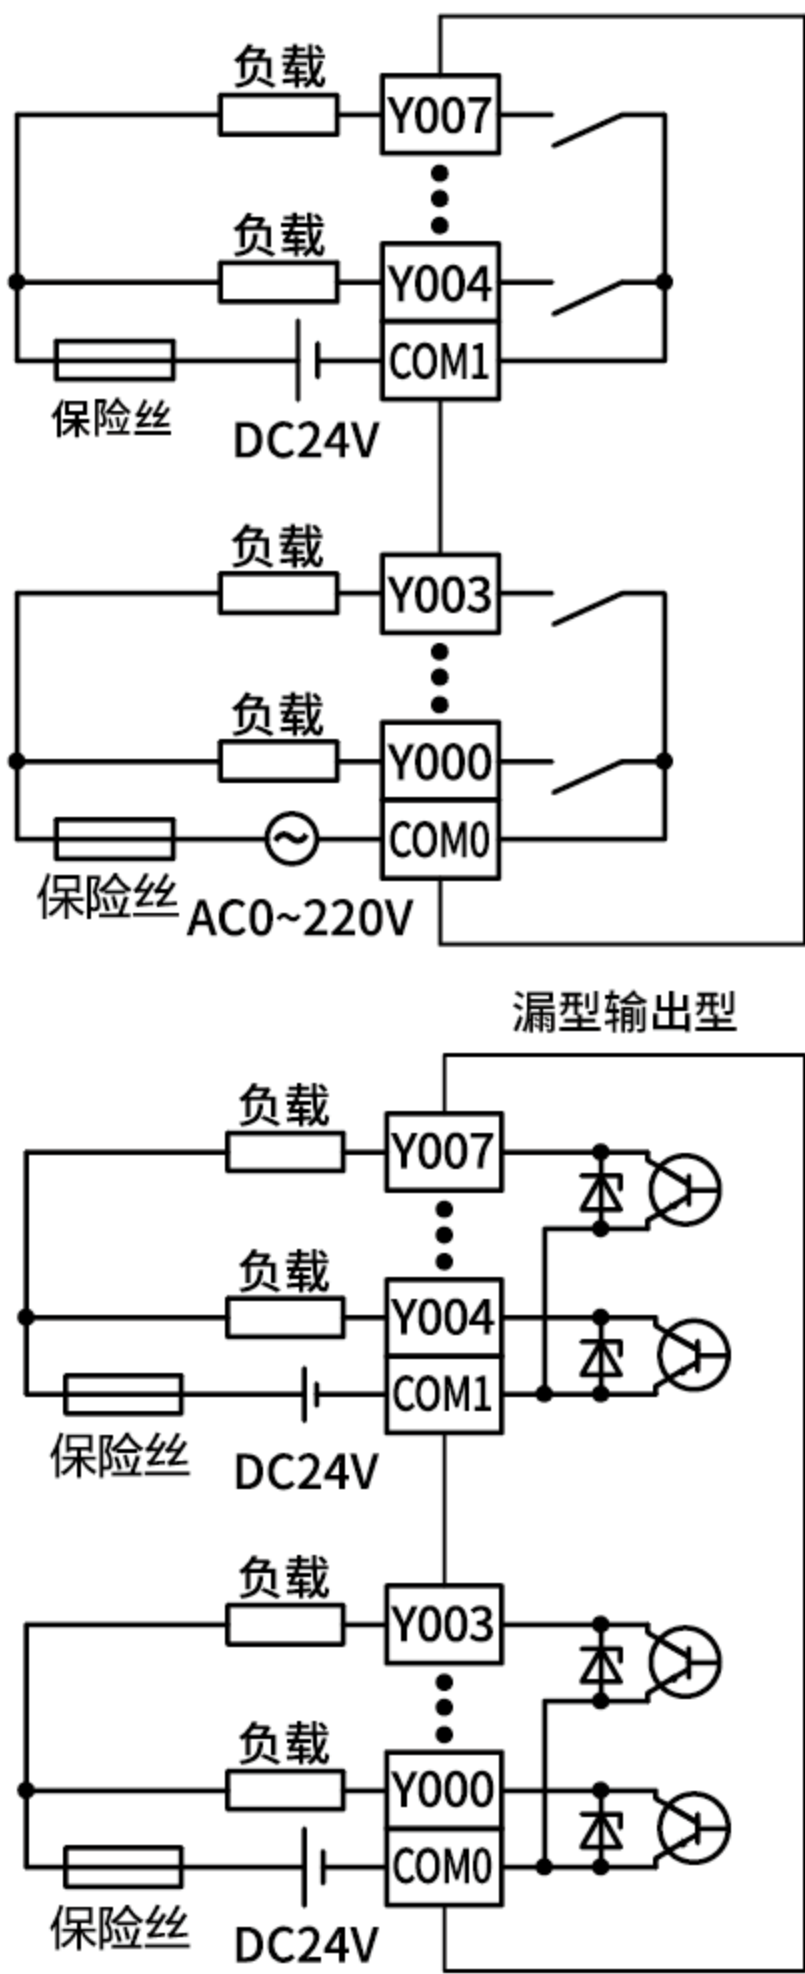 负载
Y007
负载
Y004
COM1
保险丝
DC24V
负载
Y003
负载
Y000
COM0
保险丝
AC0~220V
漏型输出型
负载
Y007
负载
Y004
COM1
保险丝
DC24V
负载
Y003
负载
Y000
COM0
保险丝
DC24V